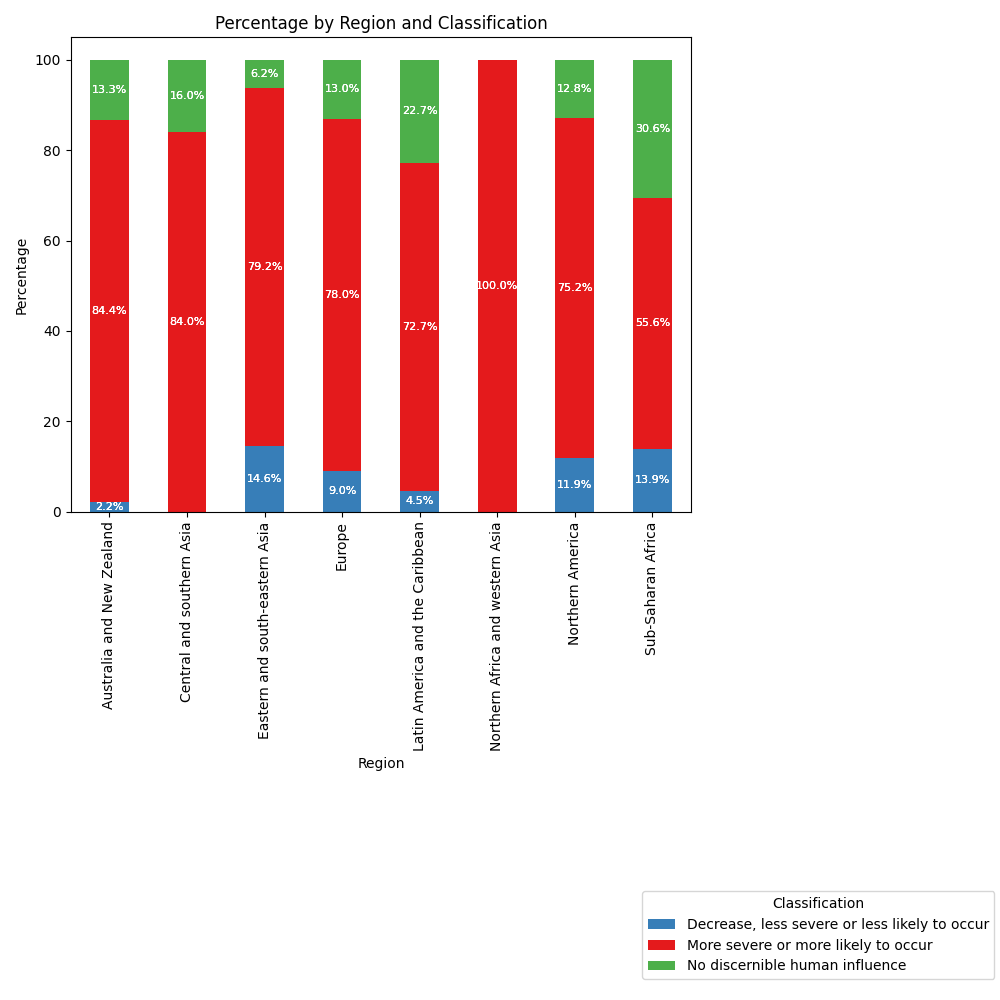 Percentage by Region and Classification
Percentage
100
80
60
40
20
0
13.3%
84.4%
2.2%
16.0%
84.0%
6.2%
79.2%
14.6%
13.0%
78.0%
9.0%
22.7%
72.7%
4.5%
100.0%
12.8%
75.2%
11.9%
30.6%
55.6%
13.9%
Australia and New Zealand
Central and southern Asia
Eastern and south-eastern Asia
Europe
Latin America and the Caribbean
Northern Africa and western Asia
Northern America
Sub-Saharan Africa
Region
Classification
Decrease, less severe or less likely to occur
More severe or more likely to occur
No discernible human influence